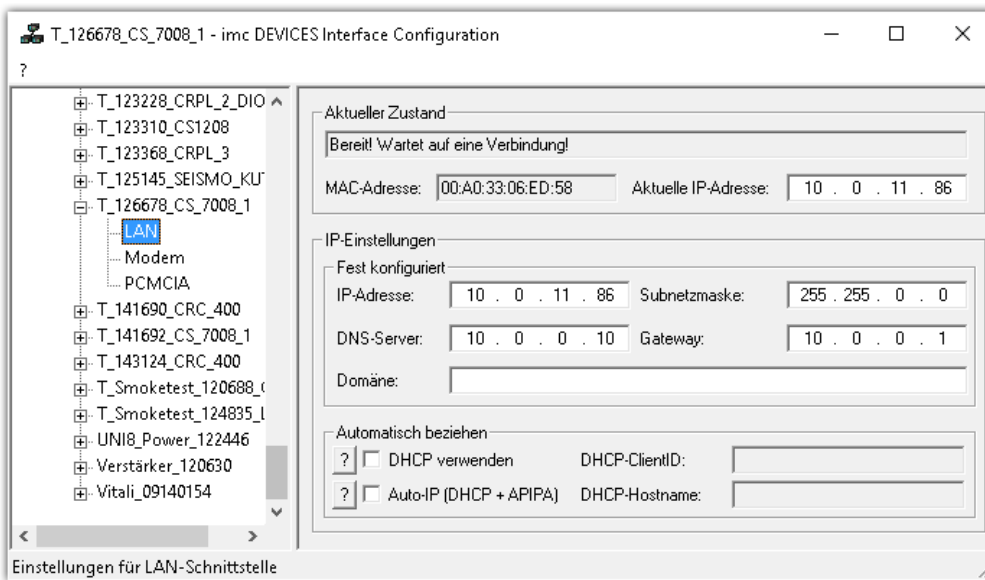 T_126678_CS_7008_1 - imc DEVICES Interface Configuration
?
T_123228_CRPL_2_DIO
T_123310_CS1208
T_123368_CRPL_3
T_125145_SEISMO_KUT
T_126678_CS_7008_1
LAN
Modem
PCMCIA
T_141690_CRC_400
T_141692_CS_7008_1
T_143124_CRC_400
T_Smoketest_120688_
T_Smoketest_124835_L
UNI8_Power_122446
Verstärker_120630
Vitali_09140154
Aktueller Zustand
Bereit! Wartet auf eine Verbindung!
MAC-Adresse: 00:A0:33:06:ED:58 Aktuelle IP-Adresse: 10 . 0 . 11 . 86
IP-Einstellungen
Fest konfiguriert
IP-Adresse: 10 . 0 . 11 . 86 Subnetzmaske: 255 . 255 . 0 . 0
DNS-Server: 10 . 0 . 0 . 10 Gateway: 10 . 0 . 0 . 1
Domäne:
Automatisch beziehen
? DHCP verwenden DHCP-ClientID:
? Auto-IP (DHCP + APIPA) DHCP-Hostname:
Einstellungen für LAN-Schnittstelle